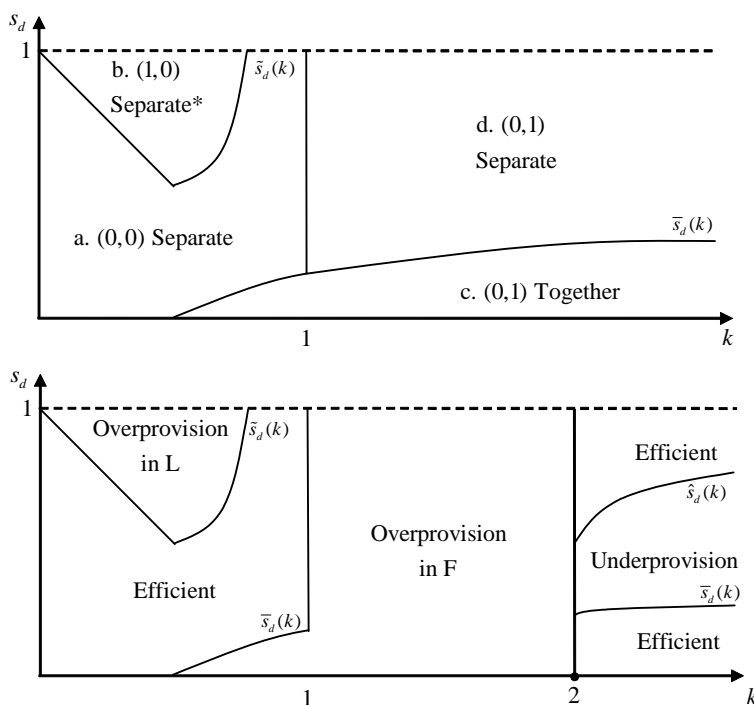 s_d
1
b. (1,0)
Separate*
s̃_d(k)
d. (0,1)
Separate
a. (0,0) Separate
s̅_d(k)
c. (0,1) Together
1
k
s_d
1
Overprovision
in L
s̃_d(k)
Efficient
ŝ_d(k)
Overprovision
in F
Underprovision
Efficient
s̅_d(k)
s̅_d(k)
Efficient
1
2
k